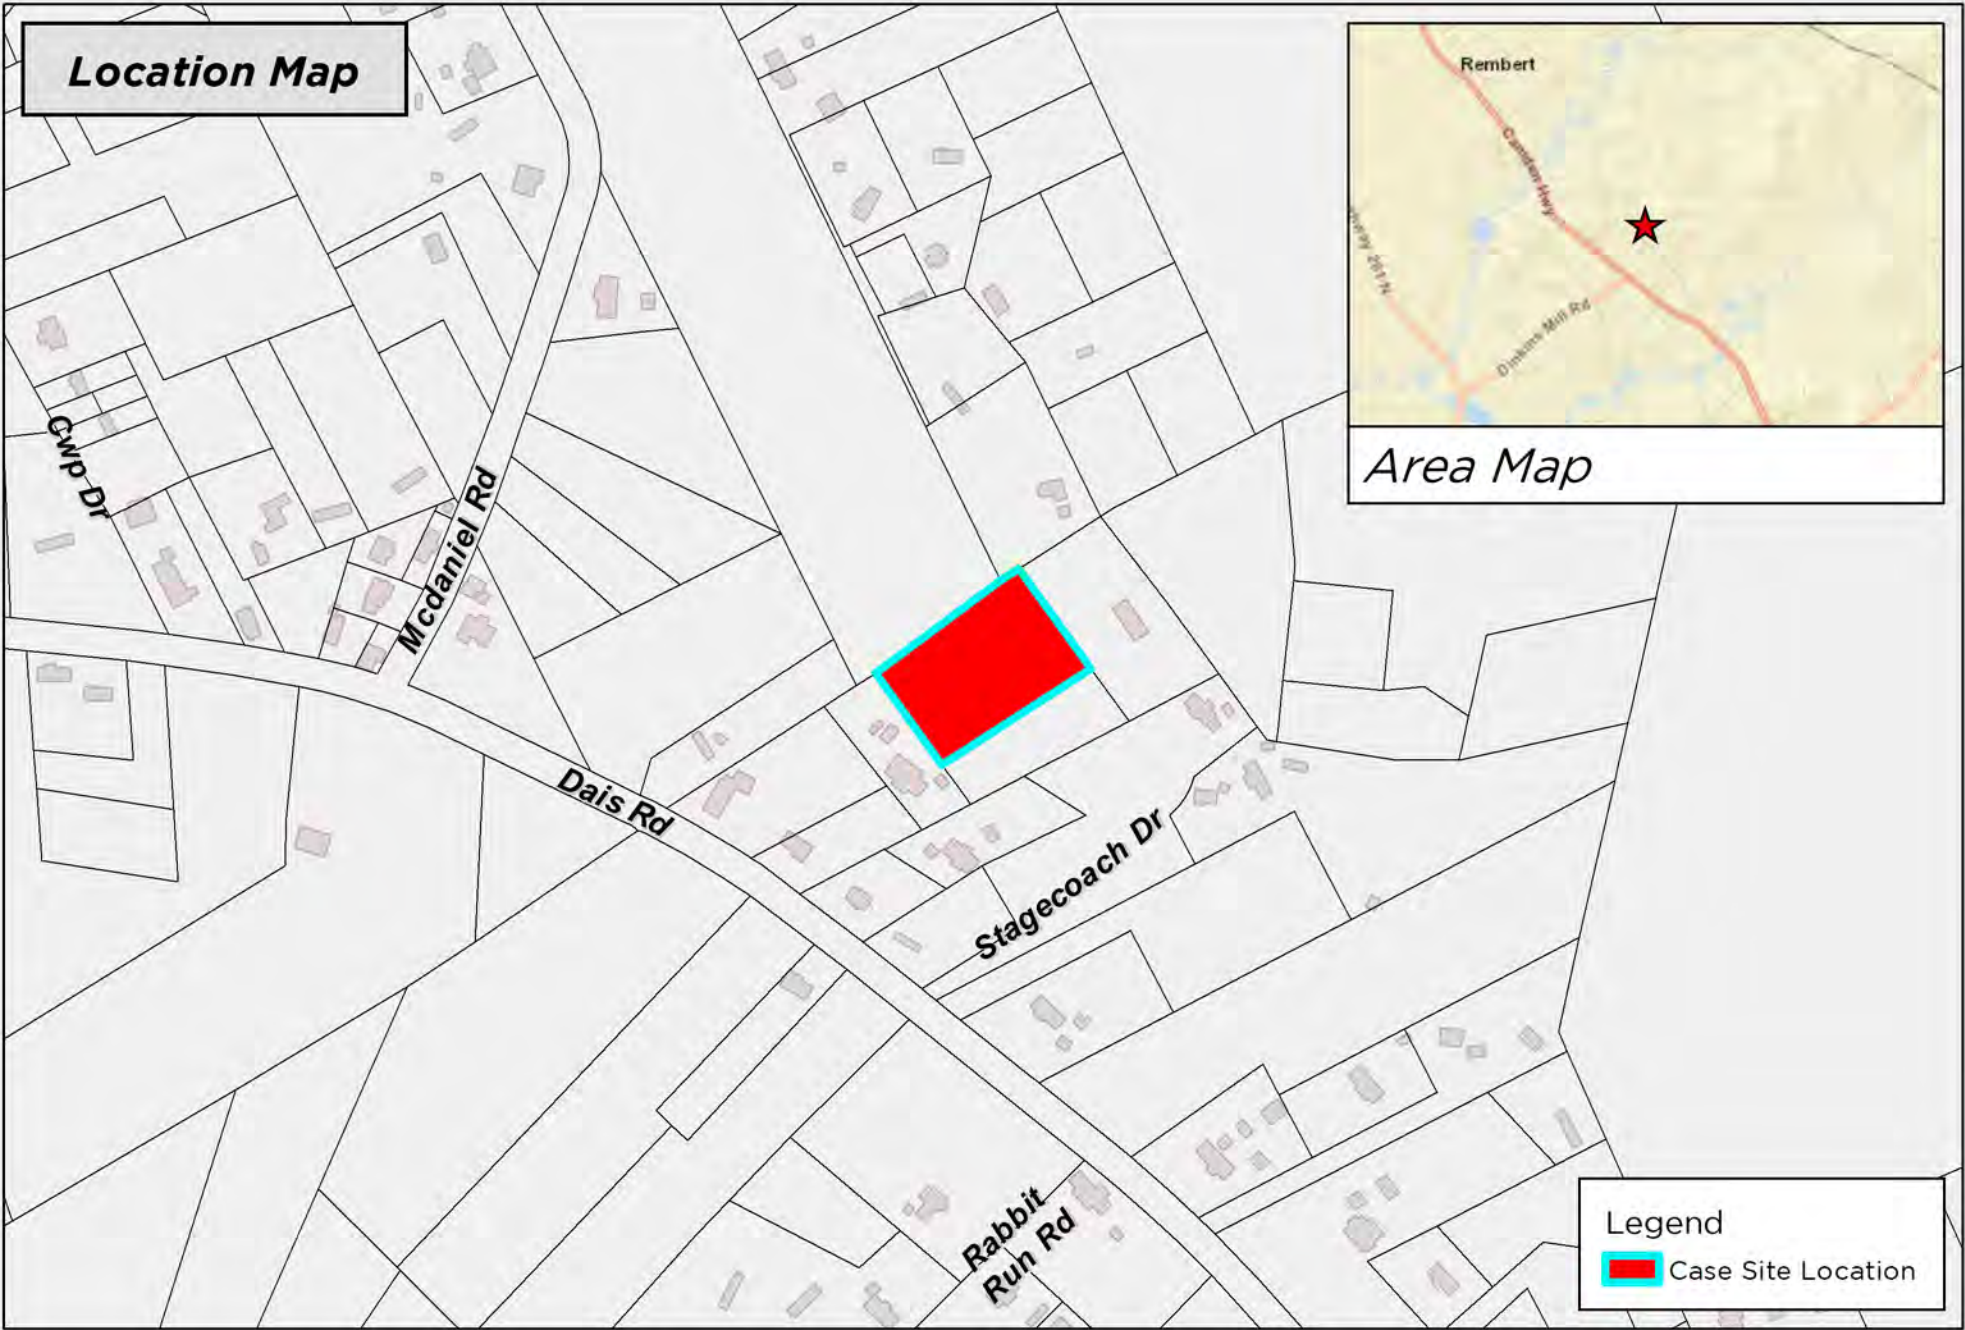 Location Map
Rembert
Camden Hwy
Dinkins Mill Rd
Area Map
Cwp Dr
Mcdaniel Rd
Dais Rd
Stagecoach Dr
Rabbit
Run Rd
Legend
Case Site Location